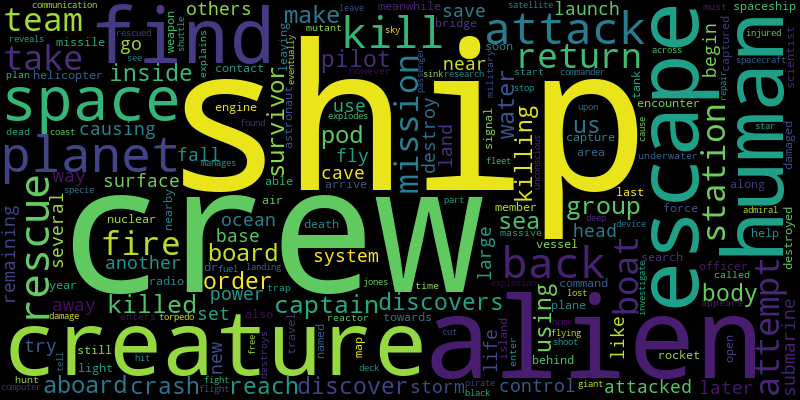 communication
team
find
others
make
kill
attack
save
launch
satellite
must
spaceship
meanwhile
bridge
leave
reveals
missile
rescued
see
shuttle
weapon
go
explains
mutant
sky
however
eventually
near
soon
begin
across
captured
injured
spacecraft
scientist
take
inside
pilot
return
plan
helicopter
contact
leaving
astronaut
sink
research
military
start
commander
stop
tank
encounter
upon
star
repair
space
ship
escape
human
dead
coast
causing
engine
found
survivor
use
explodes
passenger
mission
destroy
land
signal
water
us
capture
area
station
cause
underwater
damaged
planet
fall
manages
pod
fly
fleet
killing
unconscious
way
surface
able
cave
arrive
member
last
force
along
specie
nearby
crew
death
part
group
deep
device
admiral
rescue
several
nuclear
ocean
air
massive
sea
head
vessel
help
destroyed
remaining
fire
base
system
large
back
boat
search
officer
called
another
board
dr
fuel
landing
jones
time
explosion
command
investigate
appears
year
radio
order
trap
lost
plane
body
attempt
submarine
away
killed
power
captain
discovers
using
damage
torpedo
set
also
travel
reactor
towards
life
island
home
flying
like
rocket
open
creature
enters
destroys
free
named
map
alien
try
still
light
hit
new
cut
enter
behind
shoot
tell
fight
flight
deck
hunt
computer
aboard
crash
reach
discover
storm
pirate
black
control
giant
attacked
later